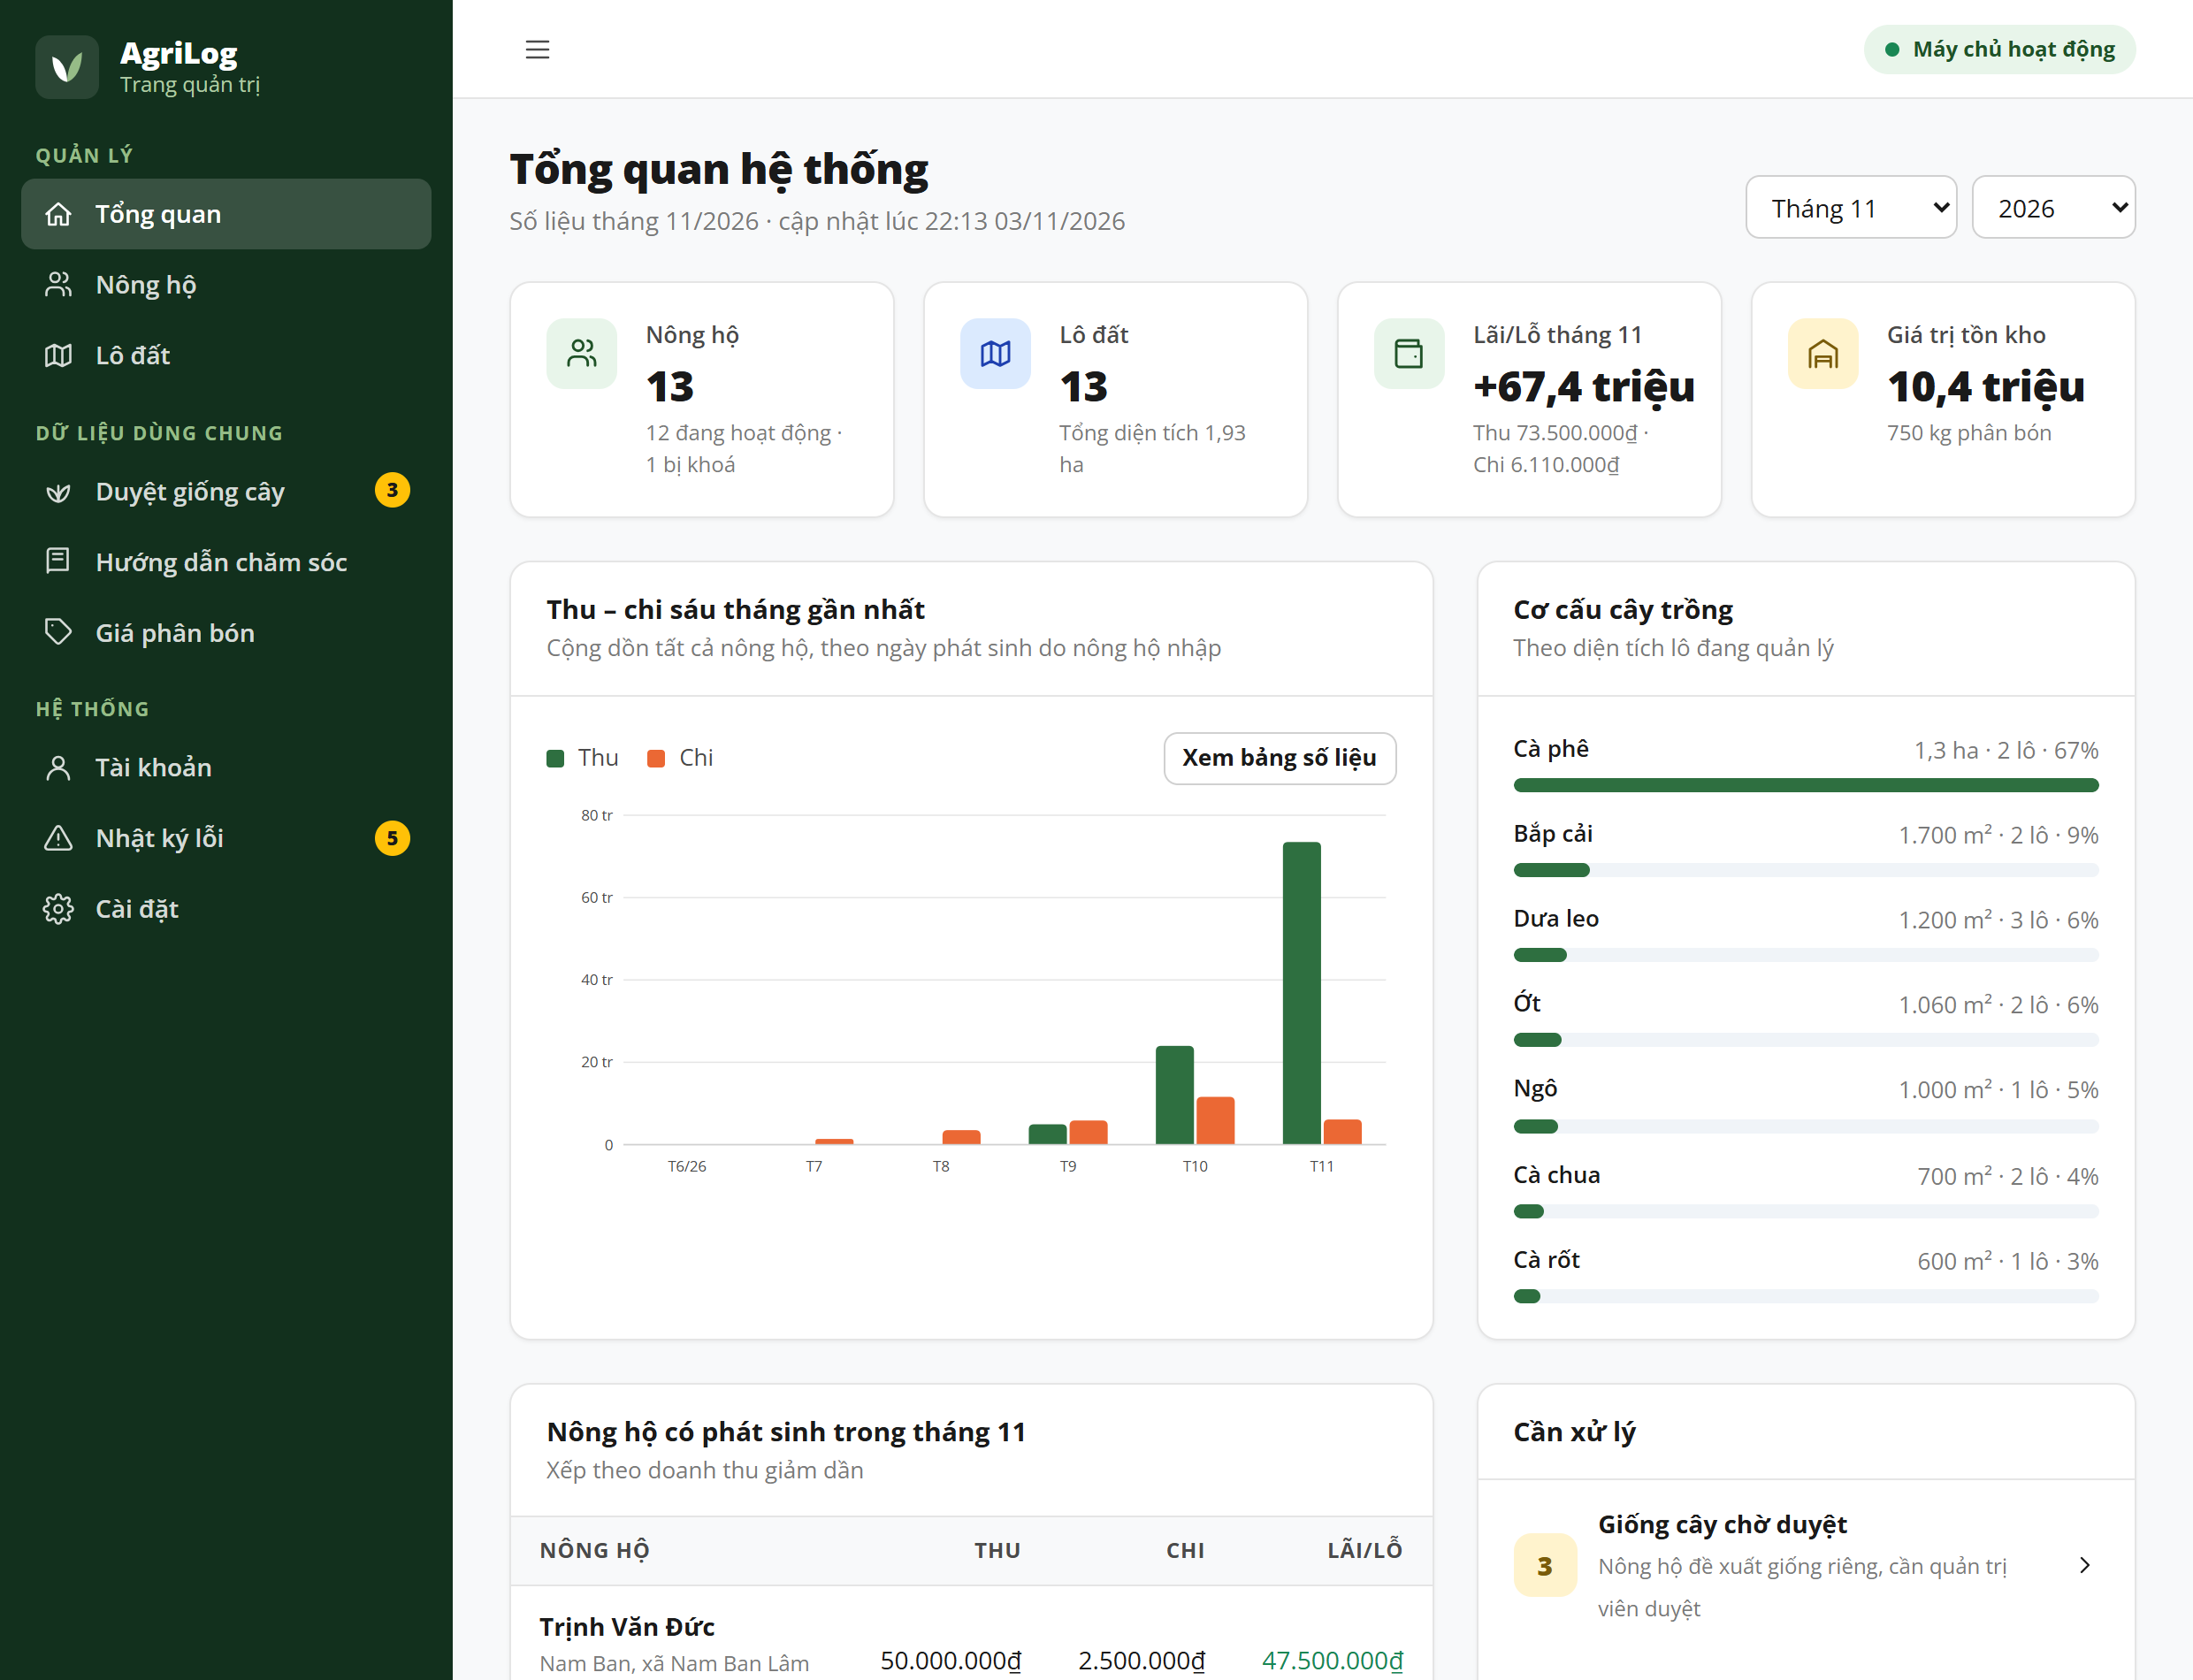 AgriLog
Trang quản trị
QUẢN LÝ
Tổng quan
Nông hộ
Lô đất
DỮ LIỆU DÙNG CHUNG
Duyệt giống cây 3
Hướng dẫn chăm sóc
Giá phân bón
HỆ THỐNG
Tài khoản
Nhật ký lỗi 5
Cài đặt
Máy chủ hoạt động
Tổng quan hệ thống
Số liệu tháng 11/2026 · cập nhật lúc 22:13 03/11/2026
Tháng 11
2026
Nông hộ
13
12 đang hoạt động ·
1 bị khoá
Lô đất
13
Tổng diện tích 1,93
ha
Lãi/Lỗ tháng 11
+67,4 triệu
Thu 73.500.000₫ ·
Chi 6.110.000₫
Giá trị tồn kho
10,4 triệu
750 kg phân bón
Thu – chi sáu tháng gần nhất
Cộng dồn tất cả nông hộ, theo ngày phát sinh do nông hộ nhập
Thu
Chi
Xem bảng số liệu
80 tr
60 tr
40 tr
20 tr
0
T6/26 T7 T8 T9 T10 T11
Cơ cấu cây trồng
Theo diện tích lô đang quản lý
Cà phê 1,3 ha · 2 lô · 67%
Bắp cải 1.700 m² · 2 lô · 9%
Dưa leo 1.200 m² · 3 lô · 6%
Ớt 1.060 m² · 2 lô · 6%
Ngô 1.000 m² · 1 lô · 5%
Cà chua 700 m² · 2 lô · 4%
Cà rốt 600 m² · 1 lô · 3%
Nông hộ có phát sinh trong tháng 11
Xếp theo doanh thu giảm dần
NÔNG HỘ THU CHI LÃI/LỖ
Trịnh Văn Đức
Nam Ban, xã Nam Ban Lâm
50.000.000₫ 2.500.000₫ 47.500.000₫
Cần xử lý
3
Giống cây chờ duyệt
Nông hộ đề xuất giống riêng, cần quản trị
viên duyệt